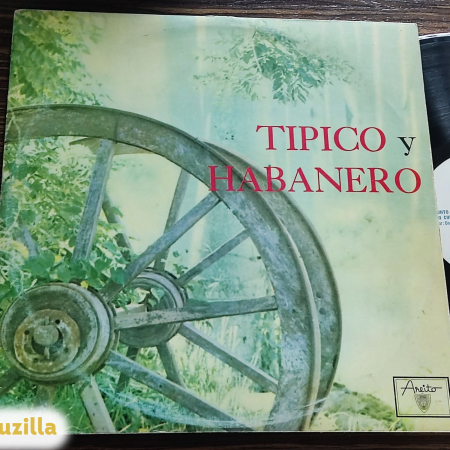 TIPICO y
HABANERO
Areito
uzilla